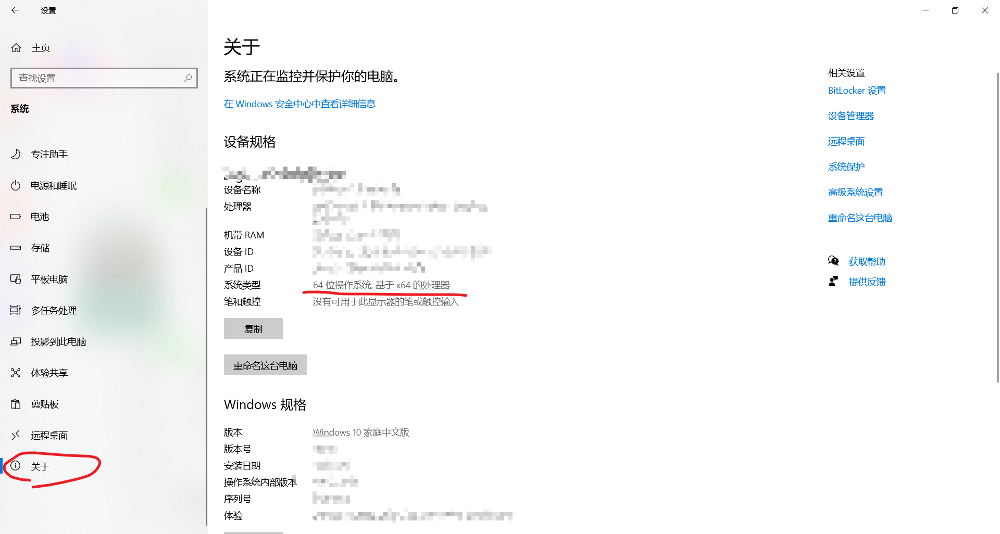 设置
主页
查找设置
系统
专注助手
电源和睡眠
电池
存储
平板电脑
多任务处理
投影到此电脑
体验共享
剪贴板
远程桌面
关于
关于
系统正在监控并保护你的电脑。
在 Windows 安全中心中查看详细信息
设备规格
设备名称
处理器
机带 RAM
设备 ID
产品 ID
系统类型 64 位操作系统, 基于 x64 的处理器
笔和触控 没有可用于此显示器的笔或触控输入
复制
重命名这台电脑
Windows 规格
版本 Windows 10 家庭中文版
版本号
安装日期
操作系统内部版本
序列号
体验
相关设置
BitLocker 设置
设备管理器
远程桌面
系统保护
高级系统设置
重命名这台电脑
获取帮助
提供反馈